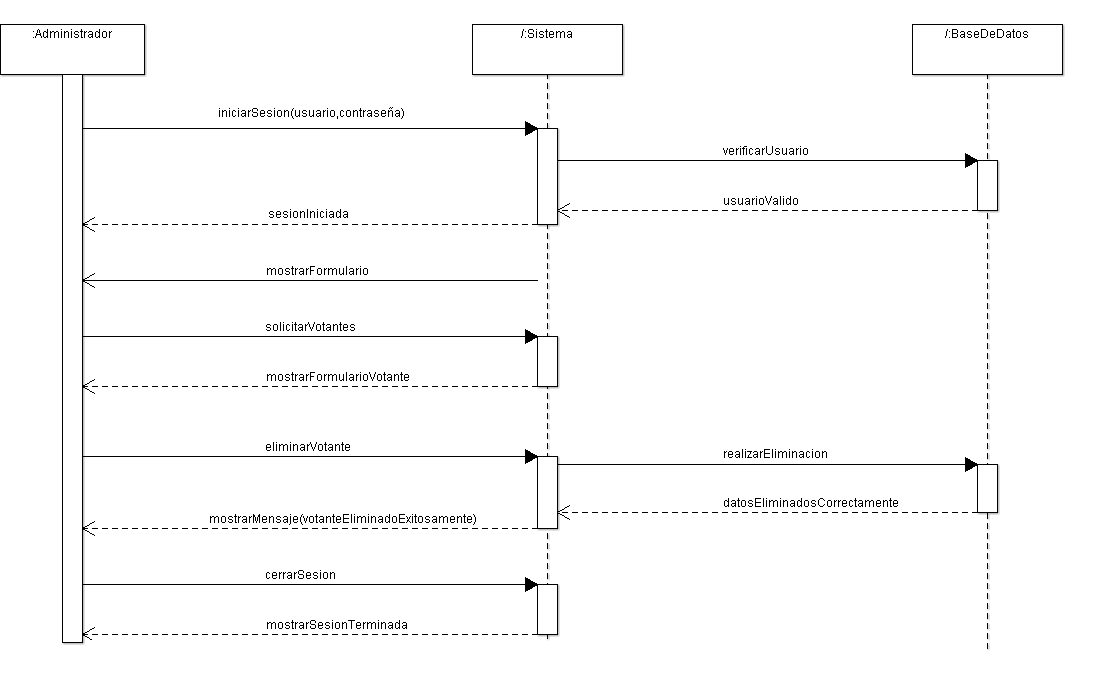 :Administrador
/:Sistema
/:BaseDeDatos
iniciarSesion(usuario,contraseña)
verificarUsuario
usuarioValido
sesionIniciada
mostrarFormulario
solicitarVotantes
mostrarFormularioVotante
eliminarVotante
realizarEliminacion
datosEliminadosCorrectamente
mostrarMensaje(votanteEliminadoExitosamente)
cerrarSesion
mostrarSesionTerminada